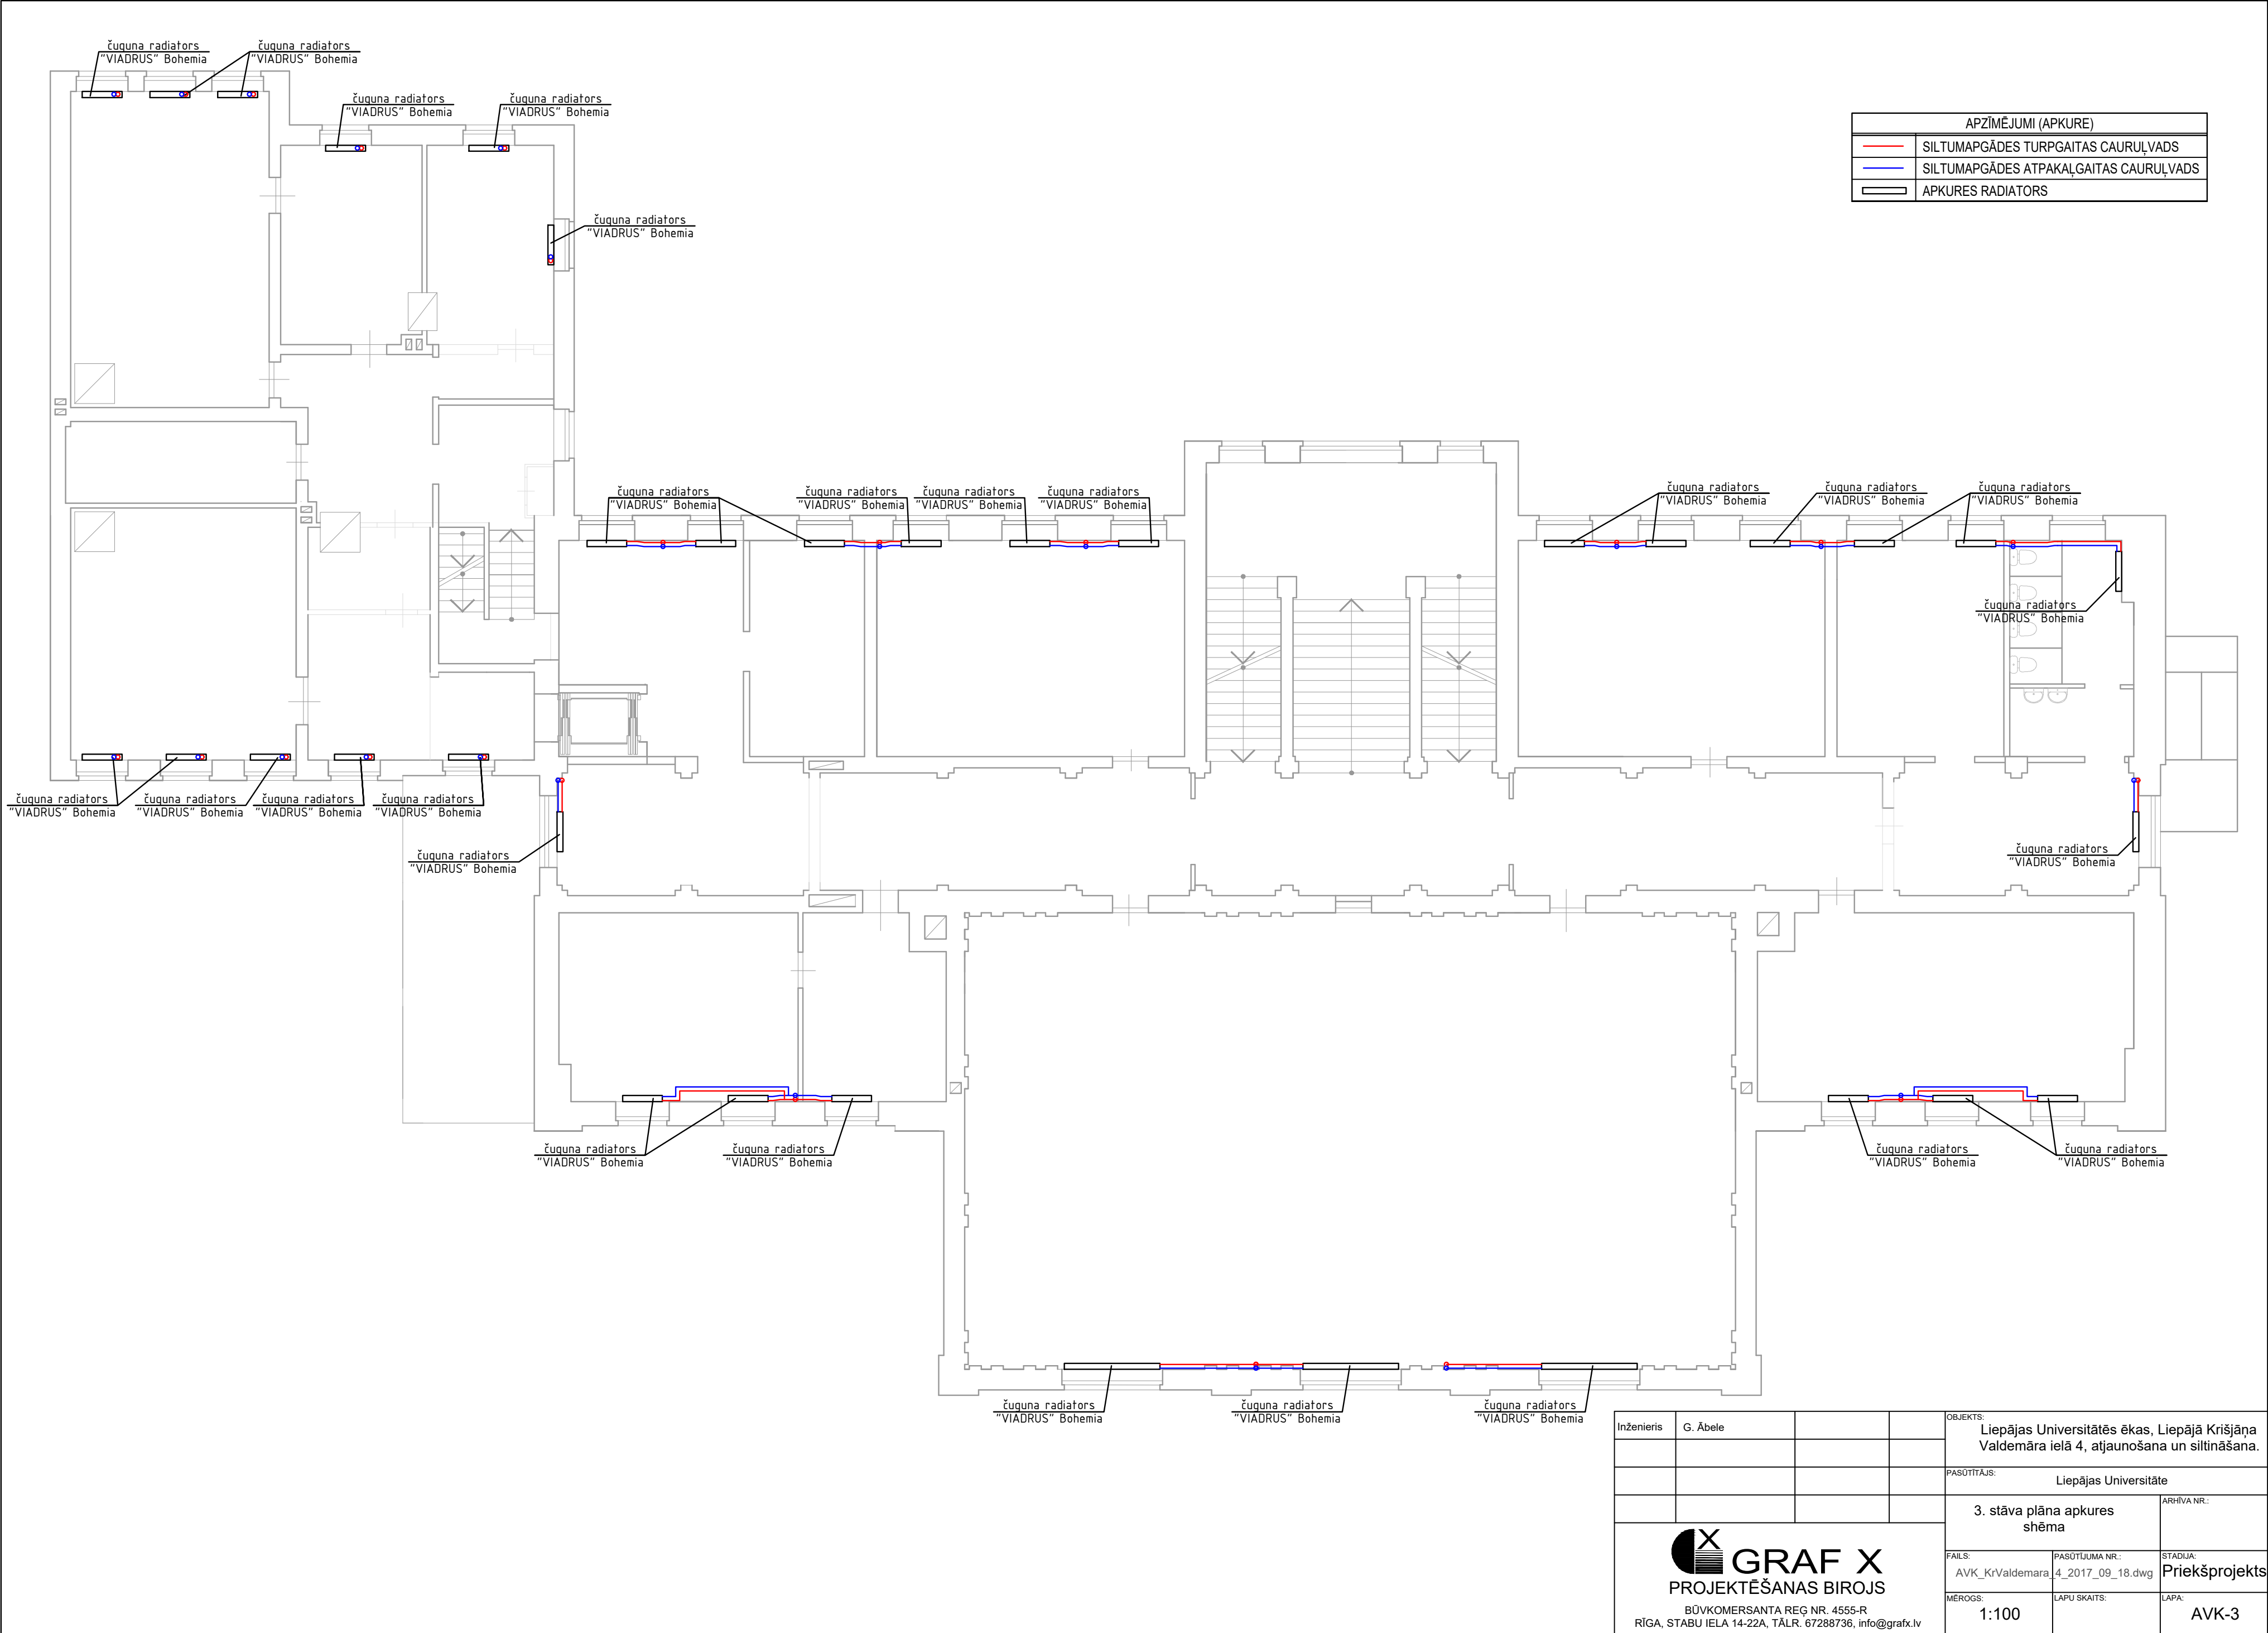 čuguna radiators
"VIADRUS" Bohemia
čuguna radiators
"VIADRUS" Bohemia
čuguna radiators
"VIADRUS" Bohemia
čuguna radiators
"VIADRUS" Bohemia
čuguna radiators
"VIADRUS" Bohemia
APZĪMĒJUMI (APKURE)
SILTUMAPGĀDES TURPGAITAS CAURUĻVADS
SILTUMAPGĀDES ATPAKAĻGAITAS CAURUĻVADS
APKURES RADIATORS
čuguna radiators
"VIADRUS" Bohemia
čuguna radiators
"VIADRUS" Bohemia
čuguna radiators
"VIADRUS" Bohemia
čuguna radiators
"VIADRUS" Bohemia
čuguna radiators
"VIADRUS" Bohemia
čuguna radiators
"VIADRUS" Bohemia
čuguna radiators
"VIADRUS" Bohemia
čuguna radiators
"VIADRUS" Bohemia
čuguna radiators
"VIADRUS" Bohemia
čuguna radiators
"VIADRUS" Bohemia
čuguna radiators
"VIADRUS" Bohemia
čuguna radiators
"VIADRUS" Bohemia
čuguna radiators
"VIADRUS" Bohemia
čuguna radiators
"VIADRUS" Bohemia
čuguna radiators
"VIADRUS" Bohemia
čuguna radiators
"VIADRUS" Bohemia
čuguna radiators
"VIADRUS" Bohemia
čuguna radiators
"VIADRUS" Bohemia
čuguna radiators
"VIADRUS" Bohemia
čuguna radiators
"VIADRUS" Bohemia
čuguna radiators
"VIADRUS" Bohemia
Inženieris
G. Ābele
OBJEKTS:
Liepājas Universitātēs ēkas, Liepājā Krišjāņa
Valdemāra ielā 4, atjaunošana un siltināšana.
PASŪTĪTĀJS:
Liepājas Universitāte
3. stāva plāna apkures
shēma
ARHĪVA NR.:
GRAF X
PROJEKTĒŠANAS BIROJS
BŪVKOMERSANTA REĢ NR. 4555-R
RĪGA, STABU IELA 14-22A, TĀLR. 67288736, info@grafx.lv
FAILS:
AVK_KrValdemara_4_2017_09_18.dwg
PASŪTĪJUMA NR.:
STADIJA:
Priekšprojekts
MĒROGS:
1:100
LAPU SKAITS:
LAPA:
AVK-3